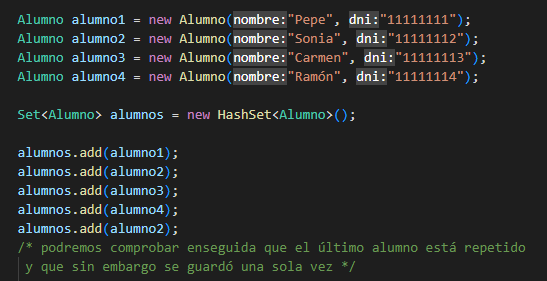 Alumno alumno1 = new Alumno(nombre:"Pepe", dni:"11111111");
Alumno alumno2 = new Alumno(nombre:"Sonia", dni:"11111112");
Alumno alumno3 = new Alumno(nombre:"Carmen", dni:"11111113");
Alumno alumno4 = new Alumno(nombre:"Ramón", dni:"11111114");
Set<Alumno> alumnos = new HashSet<Alumno>();
alumnos.add(alumno1);
alumnos.add(alumno2);
alumnos.add(alumno3);
alumnos.add(alumno4);
alumnos.add(alumno2);
/* podremos comprobar enseguida que el último alumno está repetido
y que sin embargo se guardó una sola vez */